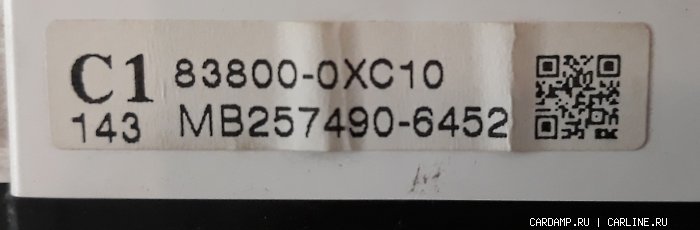 C1 83800-0XC10
143 MB257490-6452
CARDAMP.RU | CARLINE.RU